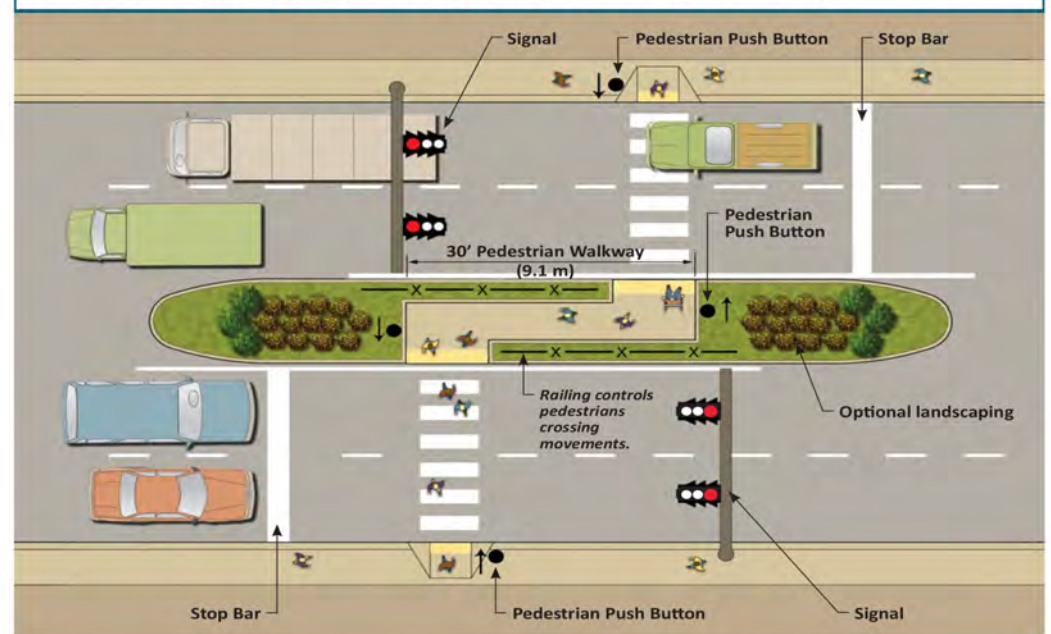 Signal
Pedestrian Push Button
Stop Bar
Pedestrian
Push Button
30’ Pedestrian Walkway
(9.1 m)
Railing controls
pedestrians
crossing
movements.
Optional landscaping
Stop Bar
Pedestrian Push Button
Signal